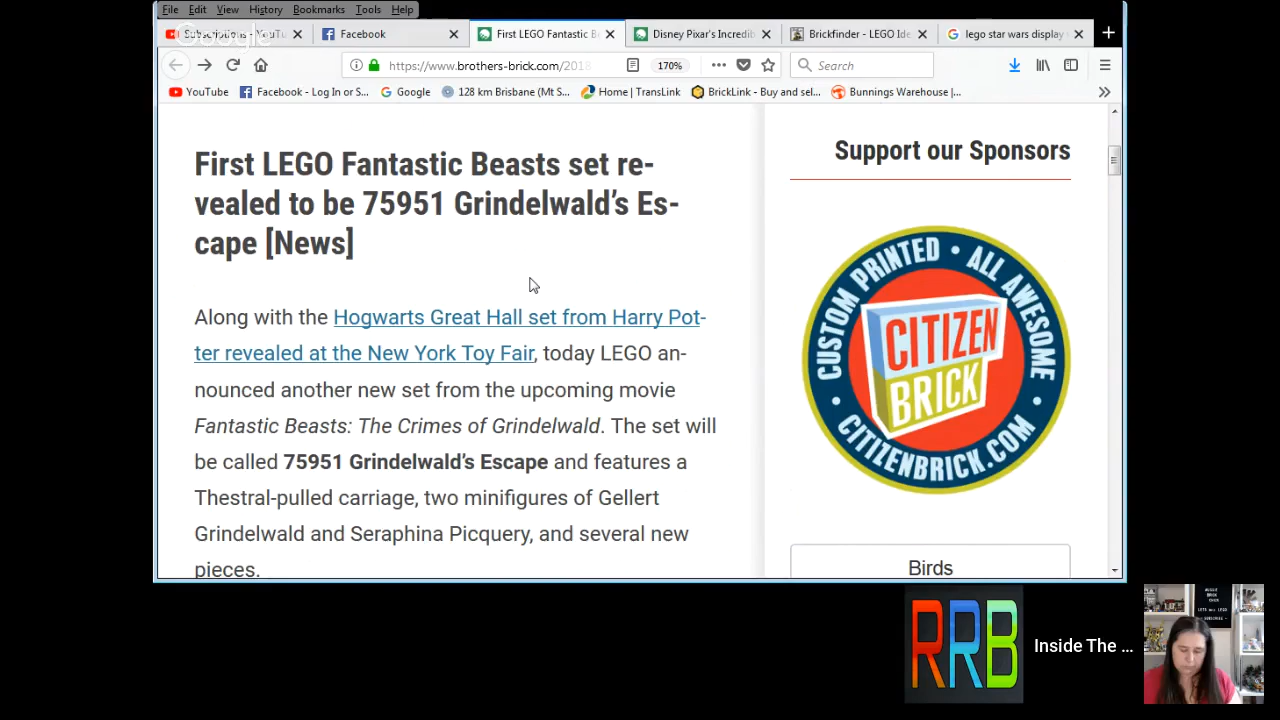 File Edit View History Bookmarks Tools Help
Google
Subscriptions - YouTu
Facebook
First LEGO Fantastic B
Disney Pixar's Incredib
Brickfinder - LEGO Ide
lego star wars display
https://www.brothers-brick.com/2018
170%
Search
YouTube
Facebook - Log In or S...
Google
128 km Brisbane (Mt S...
Home | TransLink
BrickLink - Buy and sel...
Bunnings Warehouse |...
First LEGO Fantastic Beasts set re-
vealed to be 75951 Grindelwald's Es-
cape [News]
Along with the Hogwarts Great Hall set from Harry Pot-
ter revealed at the New York Toy Fair, today LEGO an-
nounced another new set from the upcoming movie
Fantastic Beasts: The Crimes of Grindelwald. The set will
be called 75951 Grindelwald's Escape and features a
Thestral-pulled carriage, two minifigures of Gellert
Grindelwald and Seraphina Picquery, and several new
pieces.
Support our Sponsors
CUSTOM PRINTED • ALL AWESOME
CITIZEN
BRICK
CITIZENBRICK.COM
Birds
RRB
Inside The ...